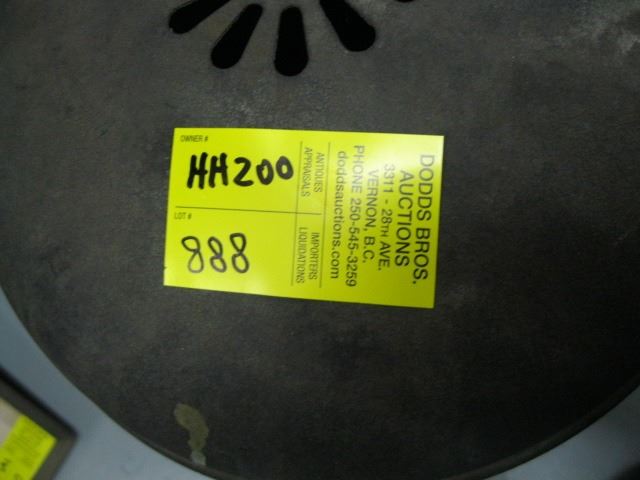 DODDS BROS.
AUCTIONS
3311 - 28TH AVE.
VERNON, B.C.
PHONE 250-545-3259
doddsauctions.com
ANTIQUES
APPRAISALS
IMPORTERS
LIQUIDATIONS
OWNER #
HH200
LOT #
888